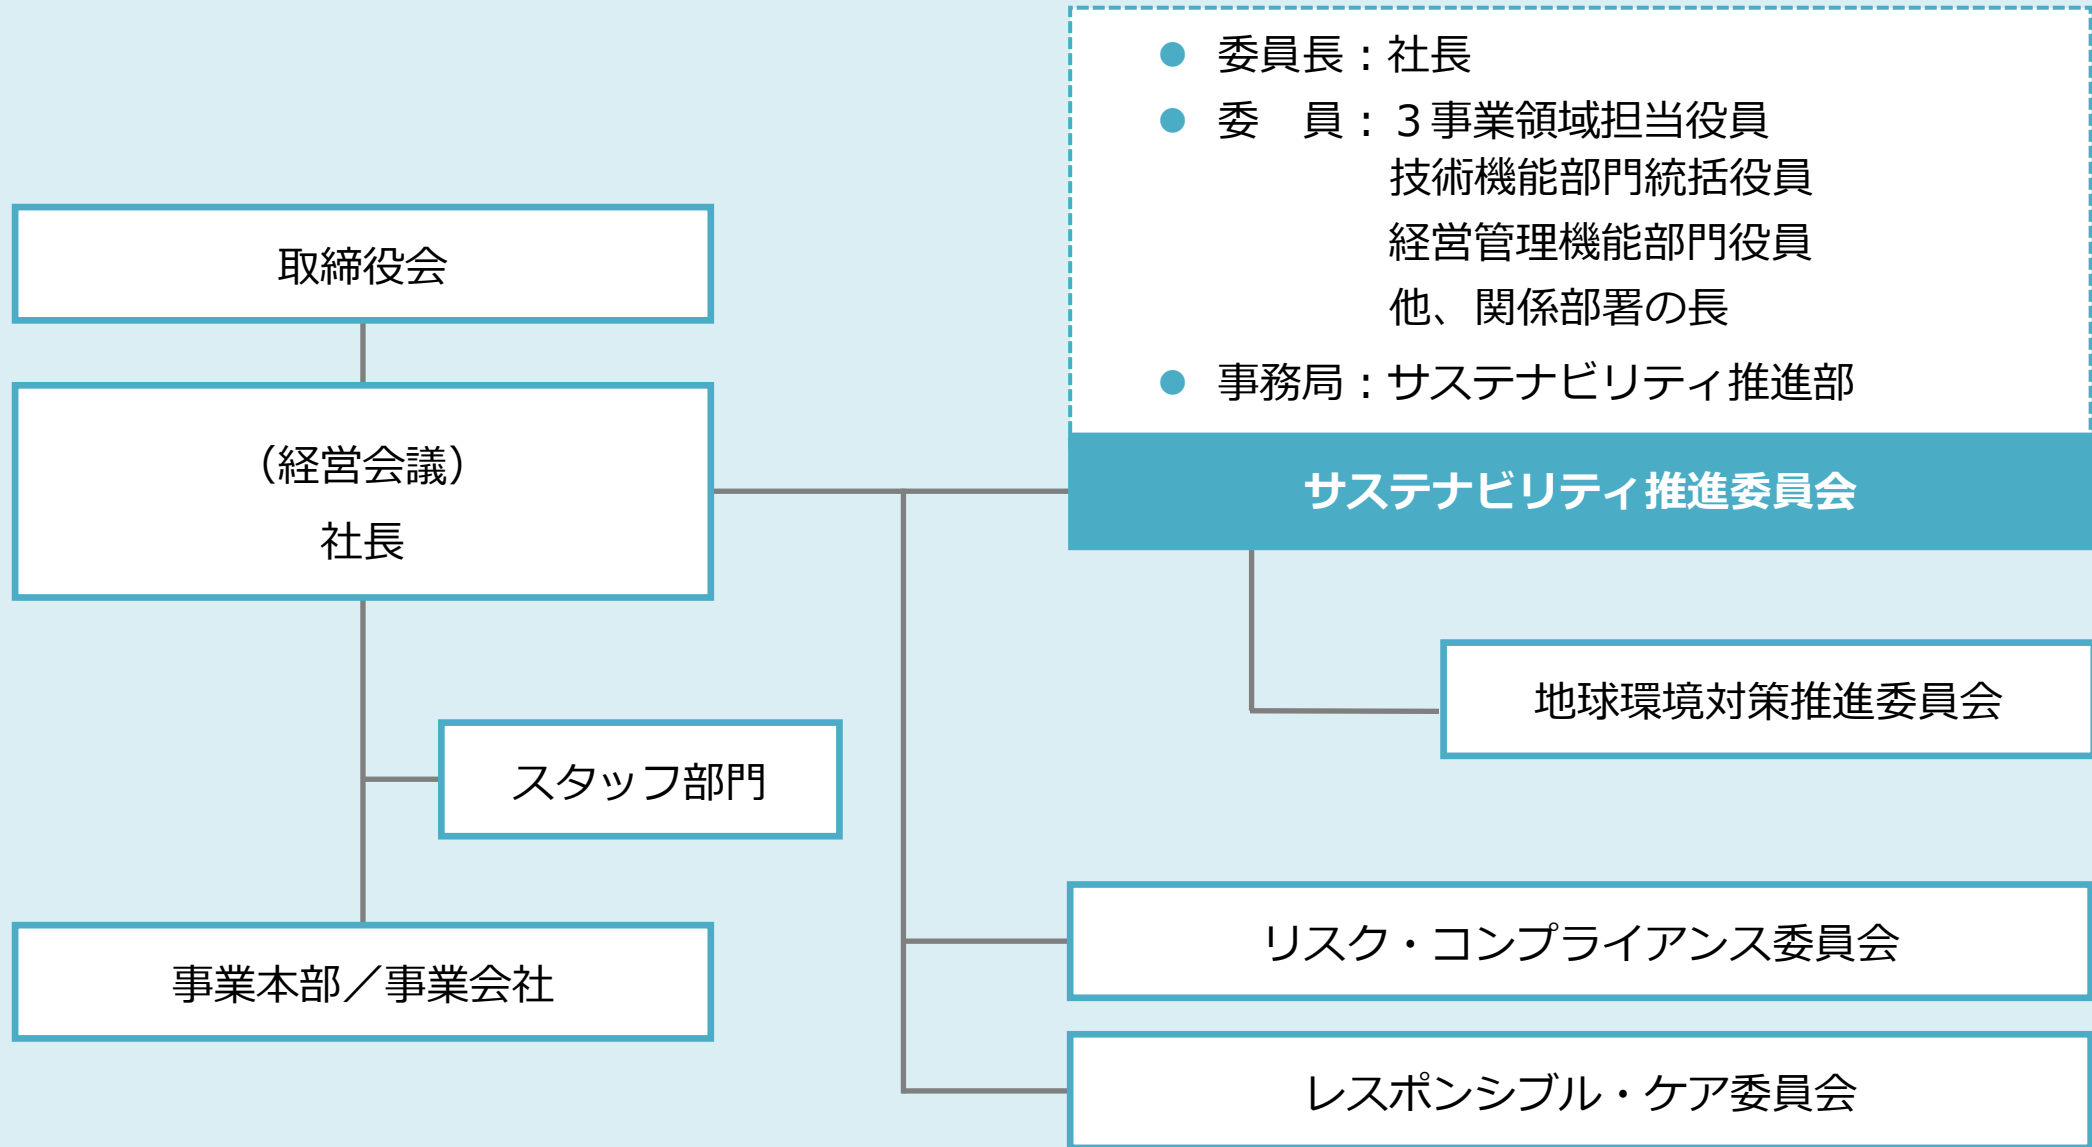 委員長：社長
委　員：３事業領域担当役員
技術機能部門統括役員
経営管理機能部門役員
他、関係部署の長
事務局：サステナビリティ推進部
取締役会
（経営会議）
社長
サステナビリティ推進委員会
地球環境対策推進委員会
スタッフ部門
リスク・コンプライアンス委員会
事業本部／事業会社
レスポンシブル・ケア委員会